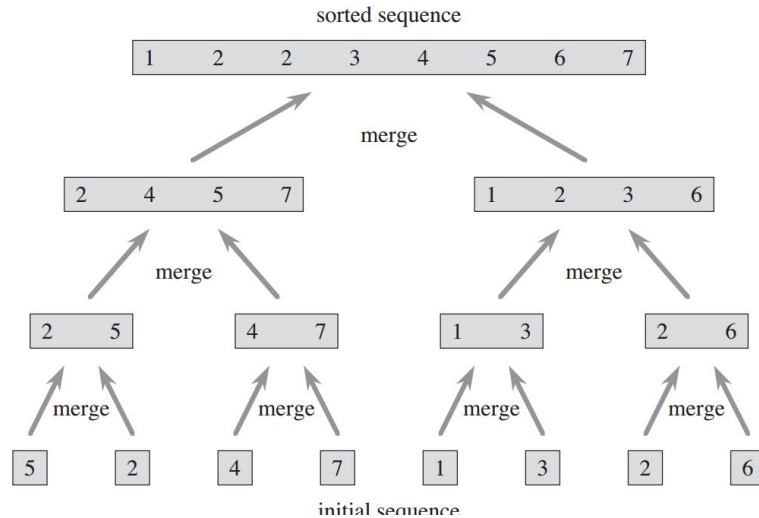 sorted sequence
1 2 2 3 4 5 6 7
merge
2 4 5 7 1 2 3 6
merge merge
2 5 4 7 1 3 2 6
merge merge merge merge
5 2 4 7 1 3 2 6
initial sequence